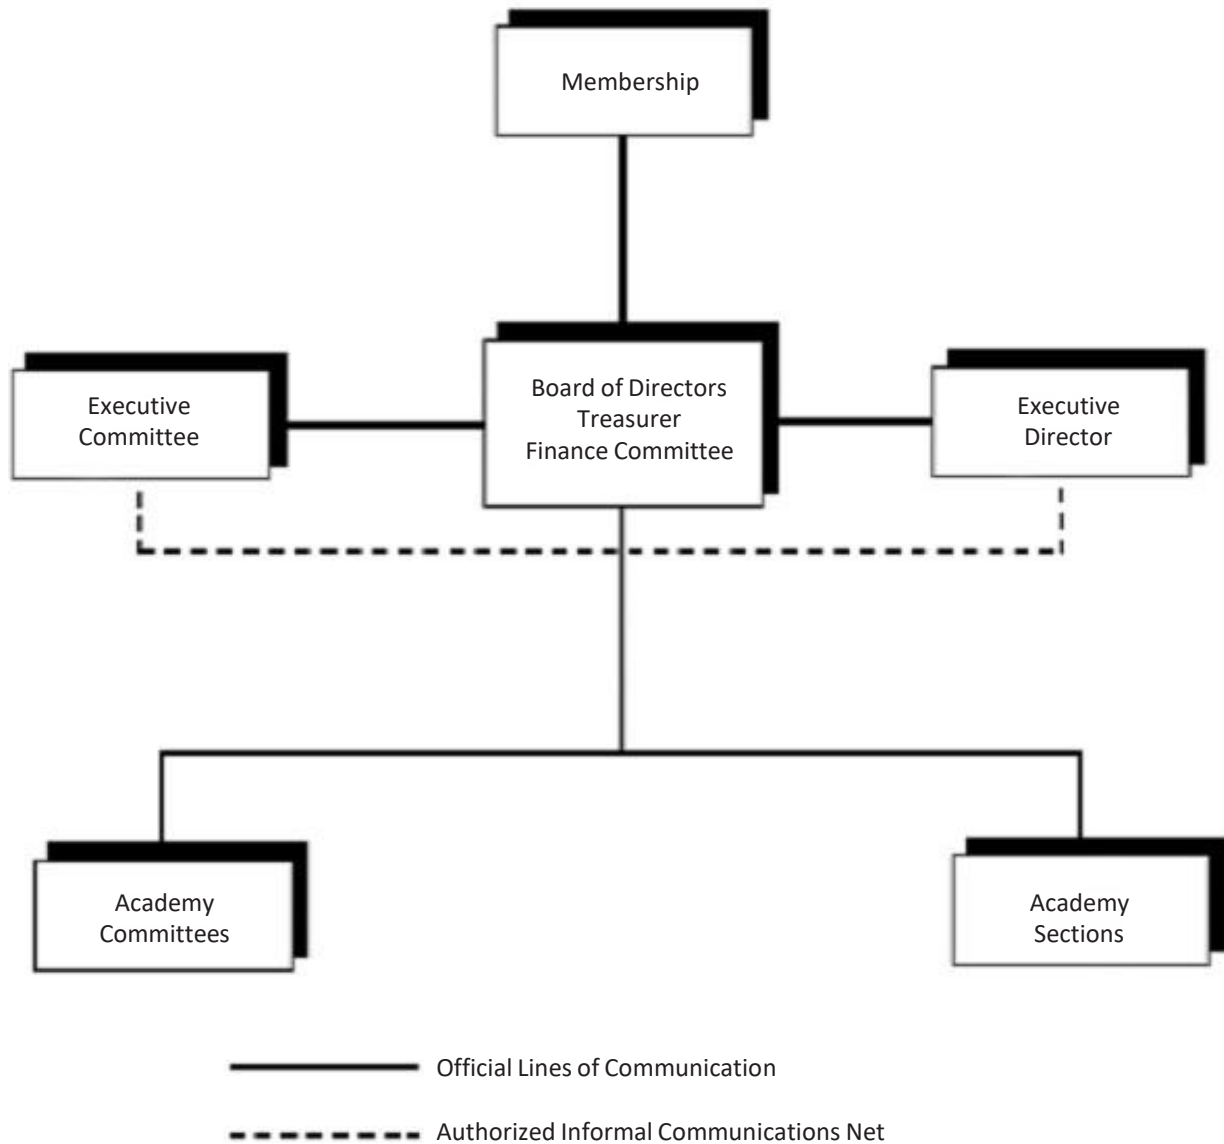 Membership
Executive
Committee
Board of Directors
Treasurer
Finance Committee
Executive
Director
Academy
Committees
Academy
Sections
Official Lines of Communication
Authorized Informal Communications Net